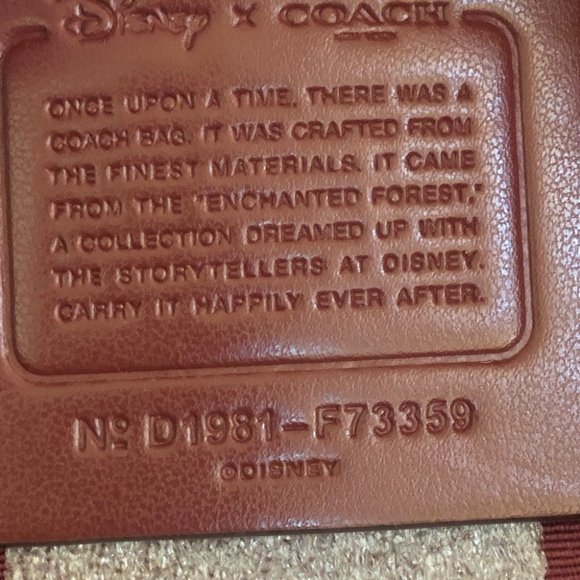 Disney X COACH
ONCE UPON A TIME, THERE WAS A
COACH BAG. IT WAS CRAFTED FROM
THE FINEST MATERIALS. IT CAME
FROM THE "ENCHANTED FOREST,"
A COLLECTION DREAMED UP WITH
THE STORYTELLERS AT DISNEY.
CARRY IT HAPPILY EVER AFTER.
Nº D1981-F73359
©DISNEY